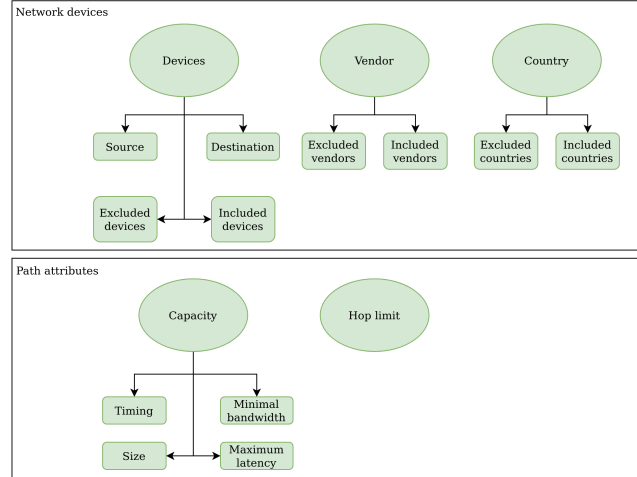 Network devices
Devices
Vendor
Country
Source
Destination
Excluded
vendors
Included
vendors
Excluded
countries
Included
countries
Excluded
devices
Included
devices
Path attributes
Capacity
Hop limit
Timing
Minimal
bandwidth
Size
Maximum
latency